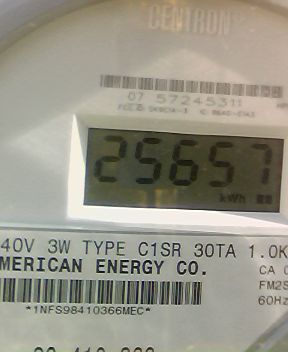 CENTRON
07 57245311
25657
kWh
40V 3W TYPE C1SR 30TA 1.0K
MERICAN ENERGY CO. CA 0
FM2S
60Hz
*1NFS98410366MEC*